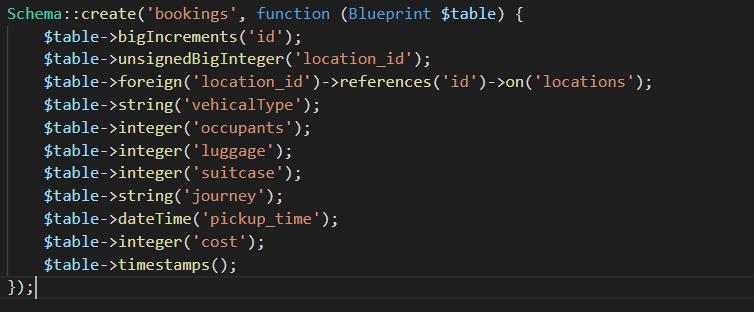 Schema::create('bookings', function (Blueprint $table) {
    $table->bigIncrements('id');
    $table->unsignedBigInteger('location_id');
    $table->foreign('location_id')->references('id')->on('locations');
    $table->string('vehicalType');
    $table->integer('occupants');
    $table->integer('luggage');
    $table->integer('suitcase');
    $table->string('journey');
    $table->dateTime('pickup_time');
    $table->integer('cost');
    $table->timestamps();
});